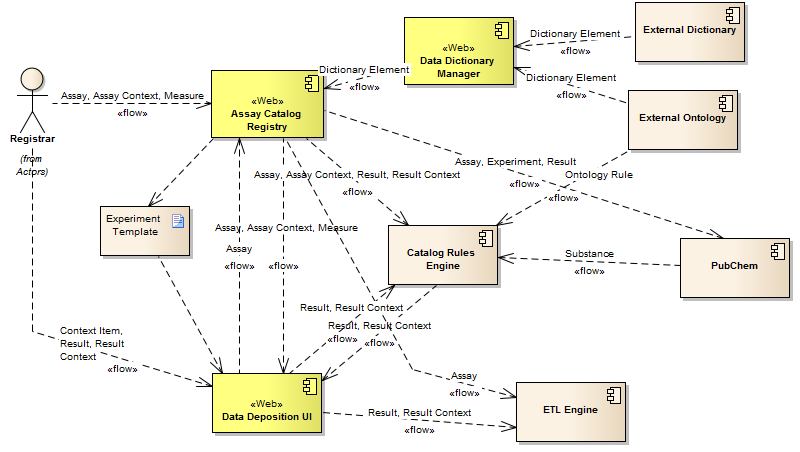 External Dictionary
Dictionary Element
«flow»
«Web»
Data Dictionary
Manager
Dictionary Element
«flow»
Dictionary Element
«flow»
External Ontology
Assay, Assay Context, Measure
«flow»
«Web»
Assay Catalog
Registry
Registrar
(from
Actors)
Assay, Experiment, Result
«flow»
Assay, Assay Context, Result, Result Context
«flow»
Ontology Rule
«flow»
Experiment
Template
Assay, Assay Context, Measure
«flow»
Assay
«flow»
Catalog Rules
Engine
Substance
«flow»
PubChem
Result, Result Context
«flow»
Result, Result Context
«flow»
Context Item,
Result, Result
Context
«flow»
Assay
«flow»
«Web»
Data Deposition UI
Result, Result Context
«flow»
ETL Engine